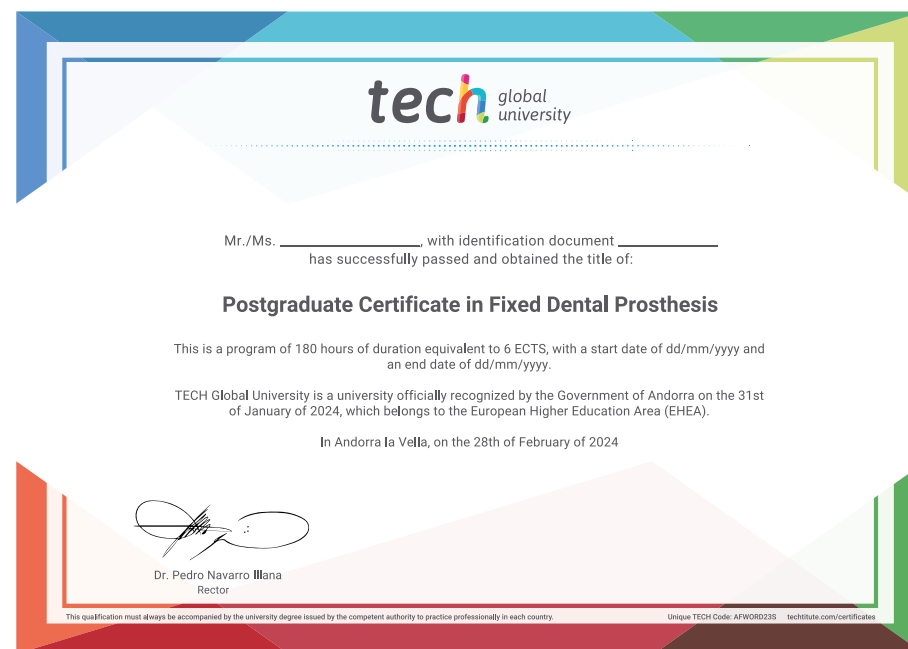 tech global
university
Mr./Ms. ____________________, with identification document ______________
has successfully passed and obtained the title of:
Postgraduate Certificate in Fixed Dental Prosthesis
This is a program of 180 hours of duration equivalent to 6 ECTS, with a start date of dd/mm/yyyy and
an end date of dd/mm/yyyy.
TECH Global University is a university officially recognized by the Government of Andorra on the 31st
of January of 2024, which belongs to the European Higher Education Area (EHEA).
In Andorra la Vella, on the 28th of February of 2024
Dr. Pedro Navarro Illana
Rector
This qualification must always be accompanied by the university degree issued by the competent authority to practice professionally in each country.
Unique TECH Code: AFWORD23S techtitute.com/certificates